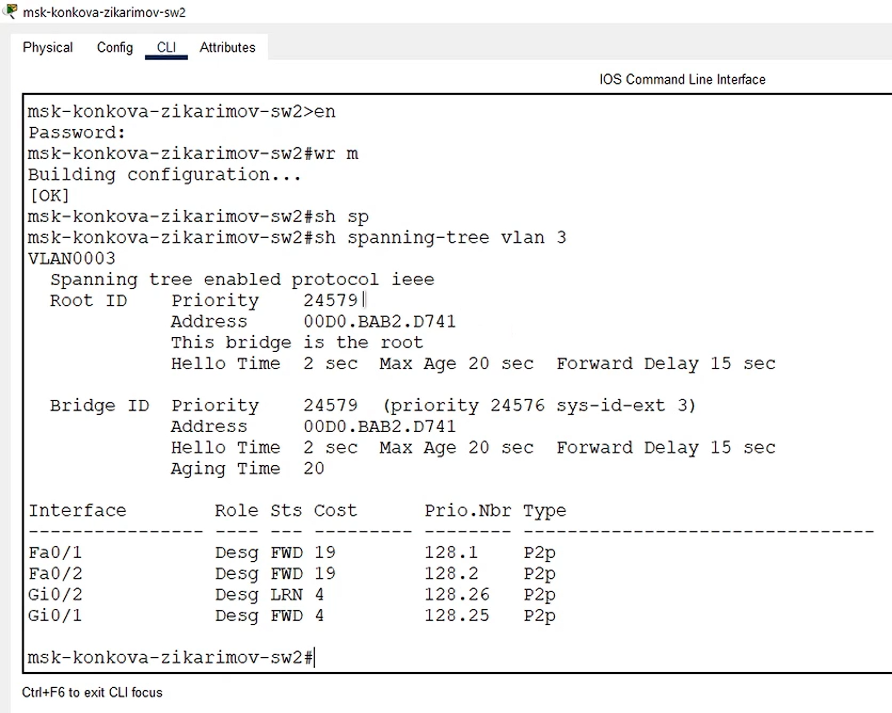 msk-konkova-zikarimov-sw2
Physical Config CLI Attributes
IOS Command Line Interface
msk-konkova-zikarimov-sw2>en
Password:
msk-konkova-zikarimov-sw2#wr m
Building configuration...
[OK]
msk-konkova-zikarimov-sw2#sh sp
msk-konkova-zikarimov-sw2#sh spanning-tree vlan 3
VLAN0003
  Spanning tree enabled protocol ieee
  Root ID    Priority    24579
             Address     00D0.BAB2.D741
             This bridge is the root
             Hello Time  2 sec  Max Age 20 sec  Forward Delay 15 sec
  Bridge ID  Priority    24579  (priority 24576 sys-id-ext 3)
             Address     00D0.BAB2.D741
             Hello Time  2 sec  Max Age 20 sec  Forward Delay 15 sec
             Aging Time  20
Interface        Role Sts Cost      Prio.Nbr Type
---------------- ---- --- --------- -------- --------------------------------
Fa0/1            Desg FWD 19        128.1    P2p
Fa0/2            Desg FWD 19        128.2    P2p
Gi0/2            Desg LRN 4         128.26   P2p
Gi0/1            Desg FWD 4         128.25   P2p
msk-konkova-zikarimov-sw2#
Ctrl+F6 to exit CLI focus